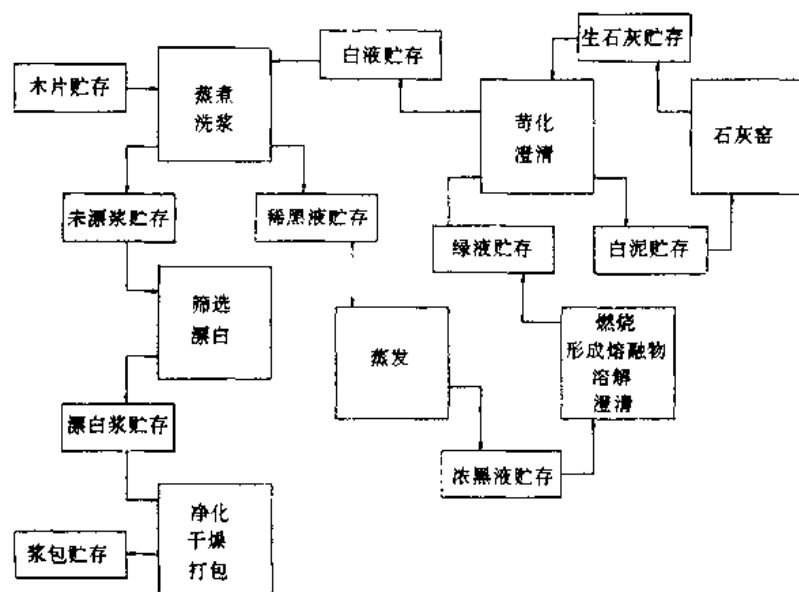 生石灰贮存
白液贮存
木片贮存
蒸煮
洗浆
苛化
澄清
石灰窑
未漂浆贮存
稀黑液贮存
绿液贮存
白泥贮存
筛选
漂白
蒸发
燃烧
形成熔融物
溶解
澄清
漂白浆贮存
浓黑液贮存
净化
干燥
打包
浆包贮存